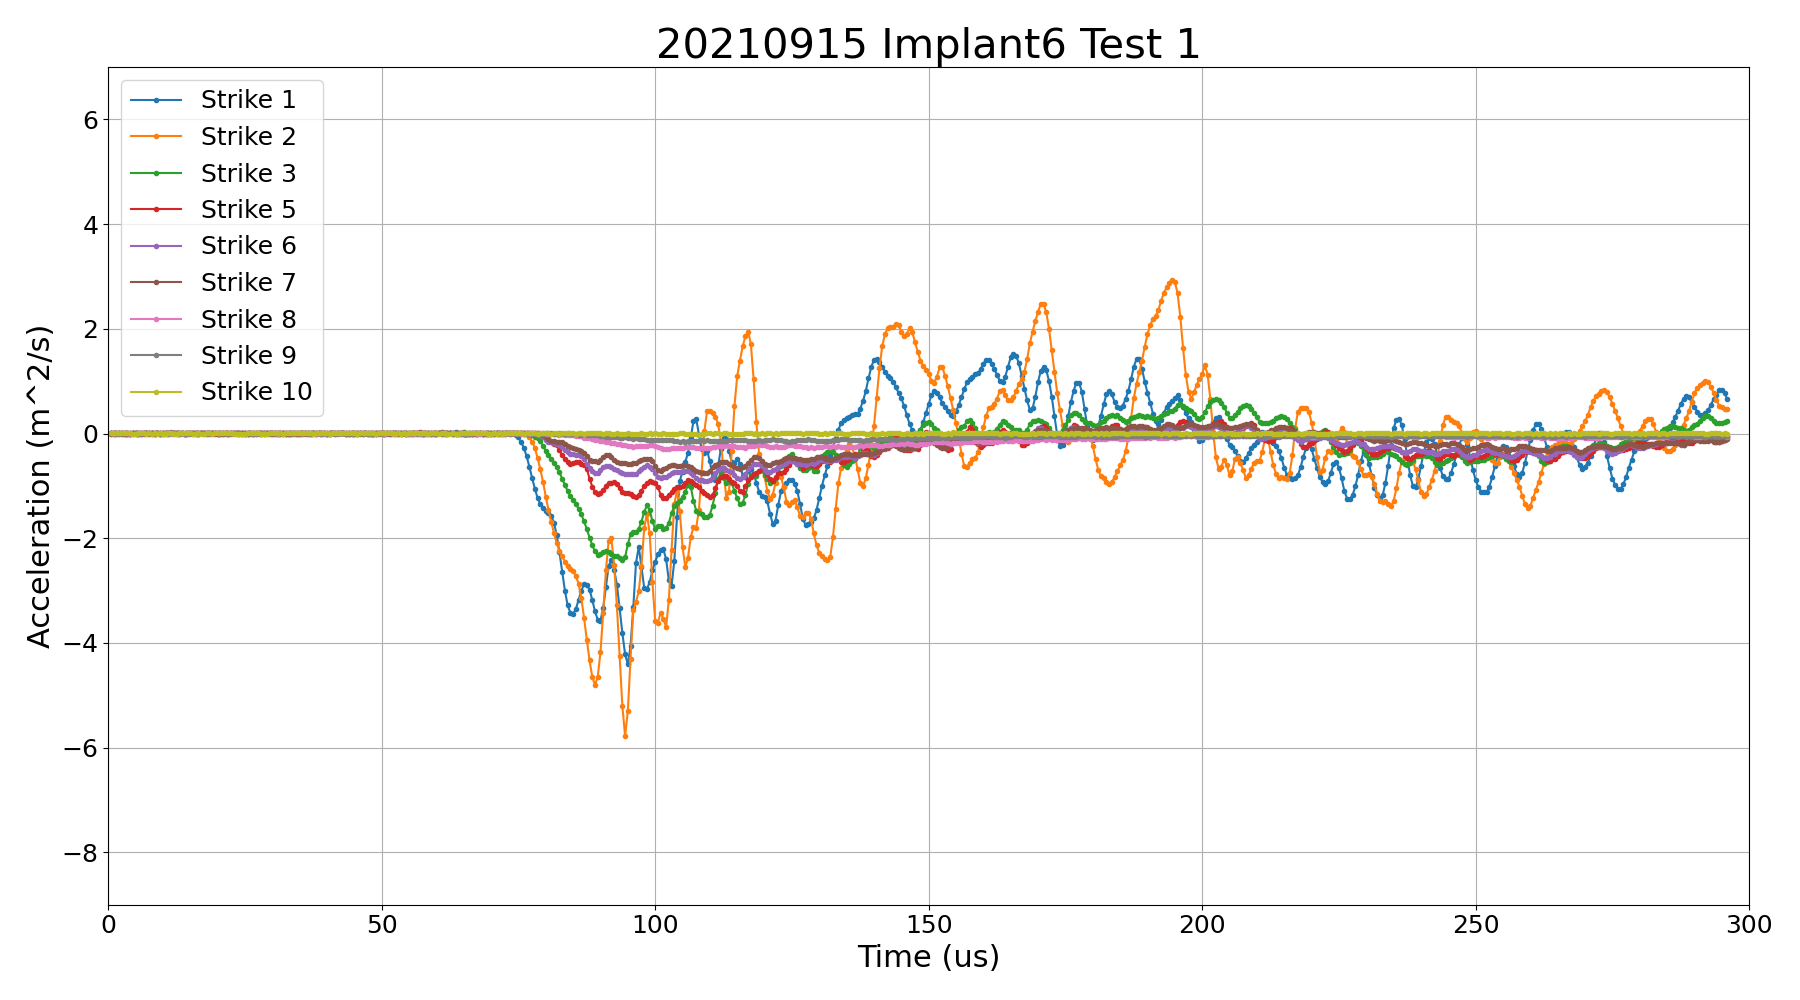 20210915 Implant6 Test 1
Strike 1
Strike 2
Strike 3
Strike 5
Strike 6
Strike 7
Strike 8
Strike 9
Strike 10
Acceleration (m^2/s)
6
4
2
0
−2
−4
−6
−8
0 50 100 150 200 250 300
Time (us)